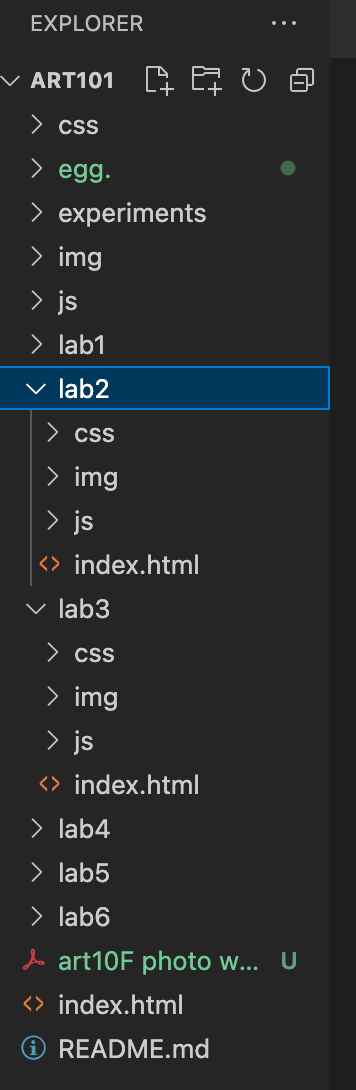 EXPLORER ...
ART101
css
egg.
experiments
img
js
lab1
lab2
css
img
js
index.html
lab3
css
img
js
index.html
lab4
lab5
lab6
art10F photo w... U
index.html
README.md